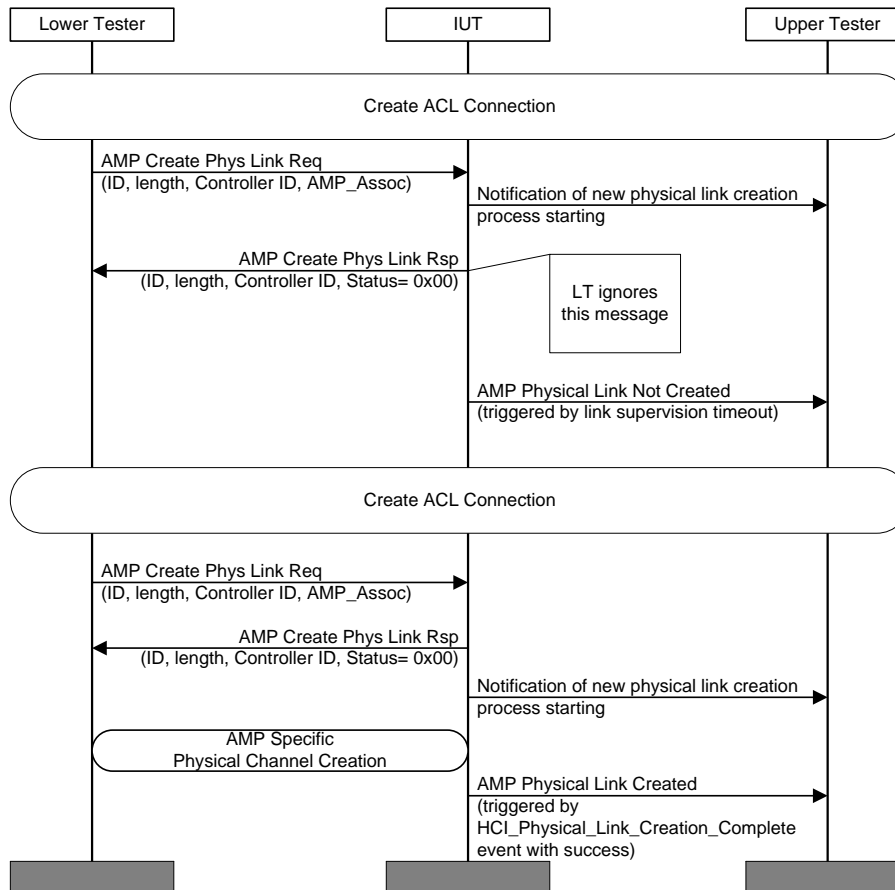 Lower Tester
IUT
Upper Tester
Create ACL Connection
AMP Create Phys Link Req
(ID, length, Controller ID, AMP_Assoc)
Notification of new physical link creation
process starting
AMP Create Phys Link Rsp
(ID, length, Controller ID, Status= 0x00)
LT ignores
this message
AMP Physical Link Not Created
(triggered by link supervision timeout)
Create ACL Connection
AMP Create Phys Link Req
(ID, length, Controller ID, AMP_Assoc)
AMP Create Phys Link Rsp
(ID, length, Controller ID, Status= 0x00)
Notification of new physical link creation
process starting
AMP Specific
Physical Channel Creation
AMP Physical Link Created
(triggered by
HCI_Physical_Link_Creation_Complete
event with success)